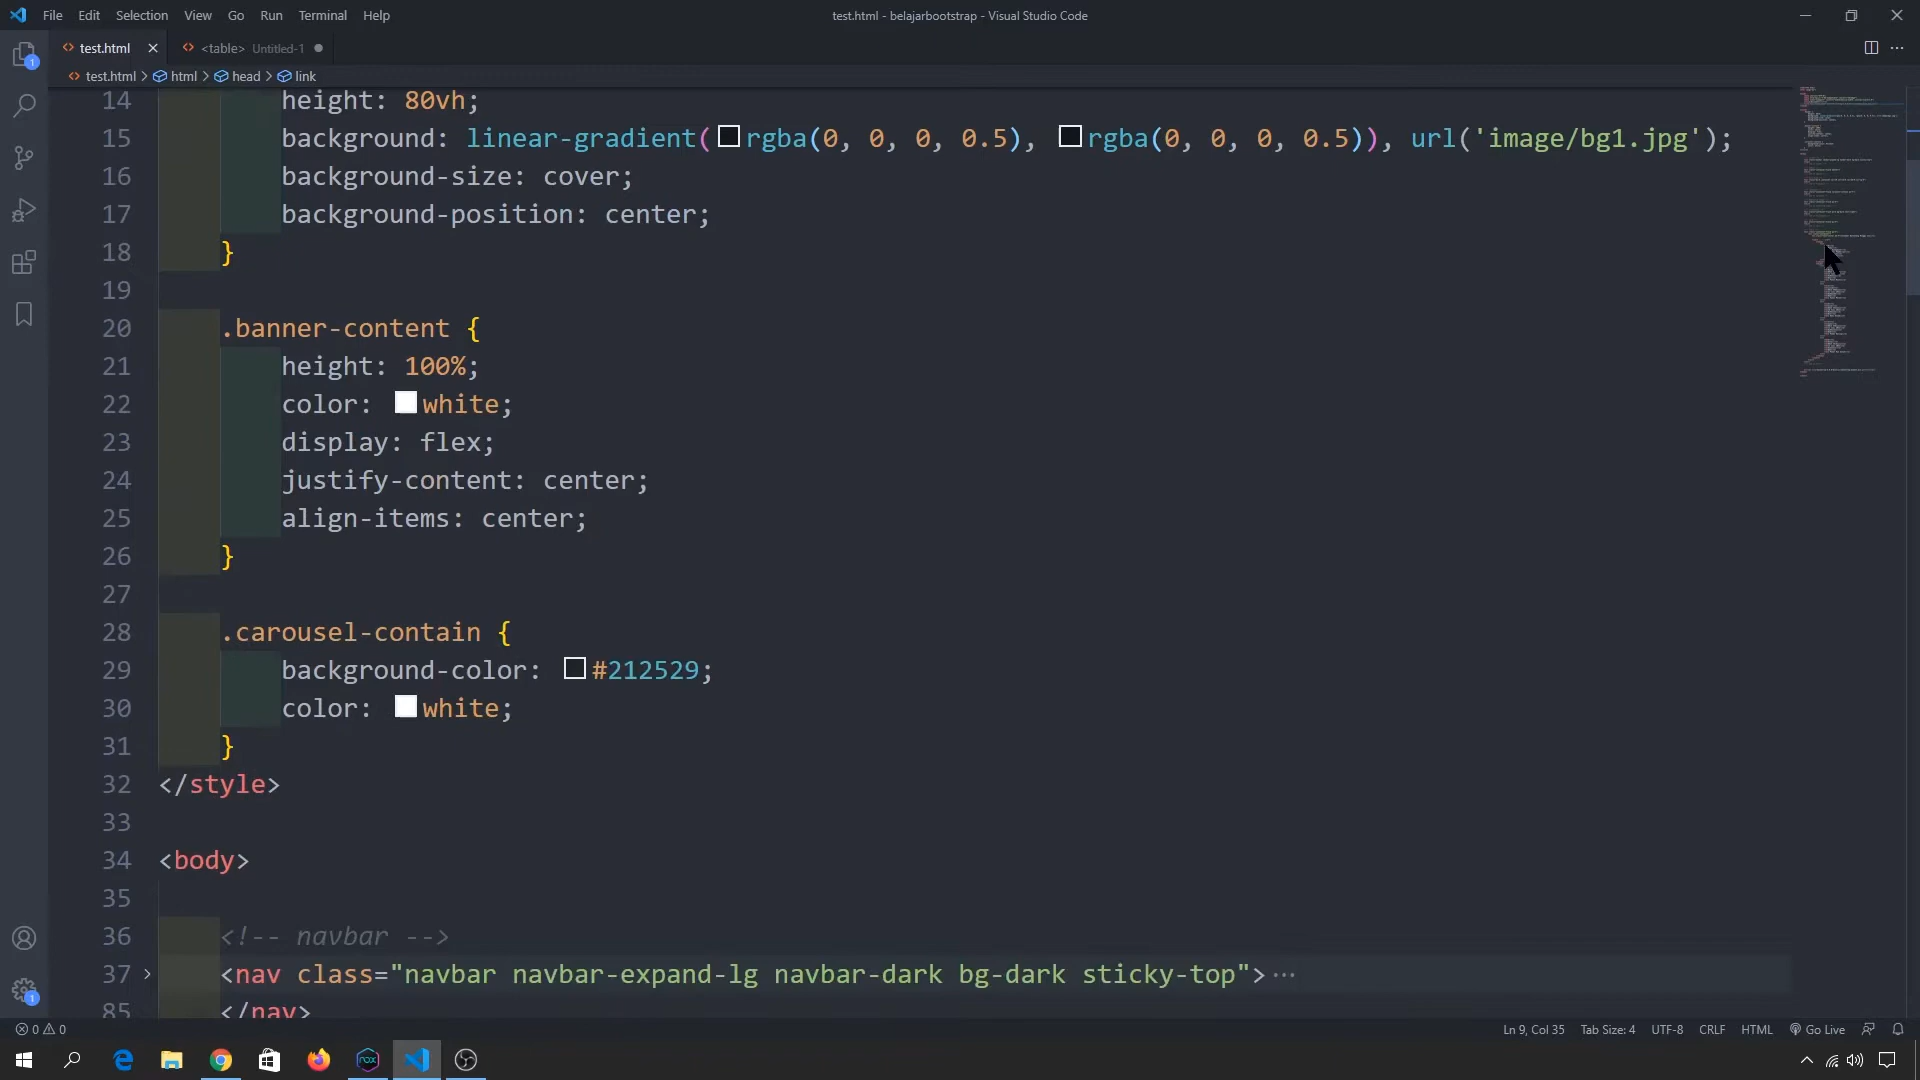 File Edit Selection View Go Run Terminal Help
test.html - belajarbootstrap - Visual Studio Code
test.html <table> Untitled-1
test.html > html > head > link
14 height: 80vh;
15 background: linear-gradient(rgba(0, 0, 0, 0.5), rgba(0, 0, 0, 0.5)), url('image/bg1.jpg');
16 background-size: cover;
17 background-position: center;
18 }
19
20 .banner-content {
21 height: 100%;
22 color: white;
23 display: flex;
24 justify-content: center;
25 align-items: center;
26 }
27
28 .carousel-contain {
29 background-color: #212529;
30 color: white;
31 }
32 </style>
33
34 <body>
35
36 <!-- navbar -->
37 <nav class="navbar navbar-expand-lg navbar-dark bg-dark sticky-top">
85 </nav>
0 0
Ln 9, Col 35 Tab Size: 4 UTF-8 CRLF HTML Go Live